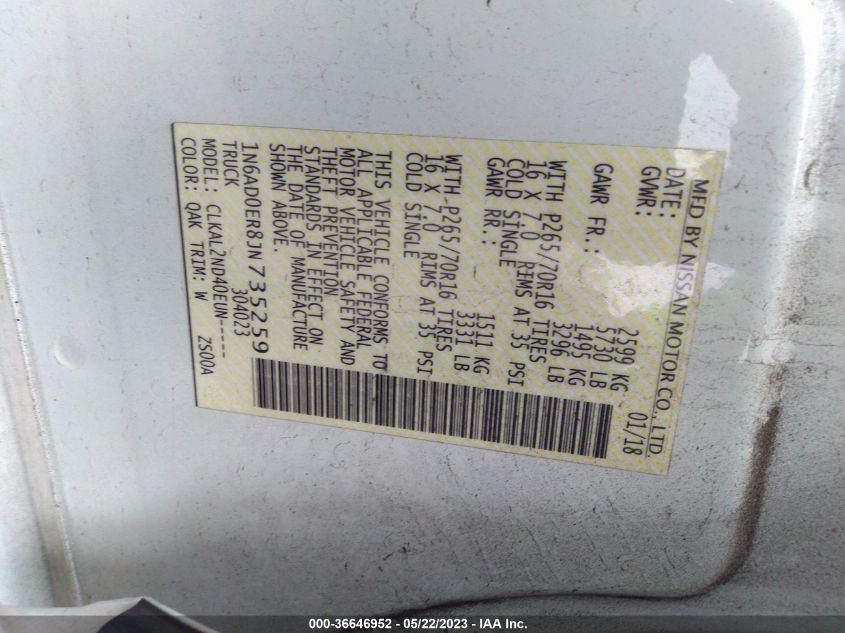 MFD BY NISSAN MOTOR CO., LTD.
DATE: 01/18
GVWR: 2599 KG
5730 LB
GAWR FR.: 1495 KG
3296 LB
WITH P265/70R16 TIRES
16 X 7.0 RIMS AT 35 PSI
COLD SINGLE
GAWR RR.: 1511 KG
3331 LB
WITH P265/70R16 TIRES
16 X 7.0 RIMS AT 35 PSI
COLD SINGLE
THIS VEHICLE CONFORMS TO
ALL APPLICABLE FEDERAL
MOTOR VEHICLE SAFETY AND
THEFT PREVENTION
STANDARDS IN EFFECT ON
THE DATE OF MANUFACTURE
SHOWN ABOVE.
1N6AD0ER8JN735259
TRUCK 304023
MODEL: CLKAL2ND40EUN-----
COLOR: QAK TRIM: W ZS00A
000-36646952 - 05/22/2023 - IAA Inc.